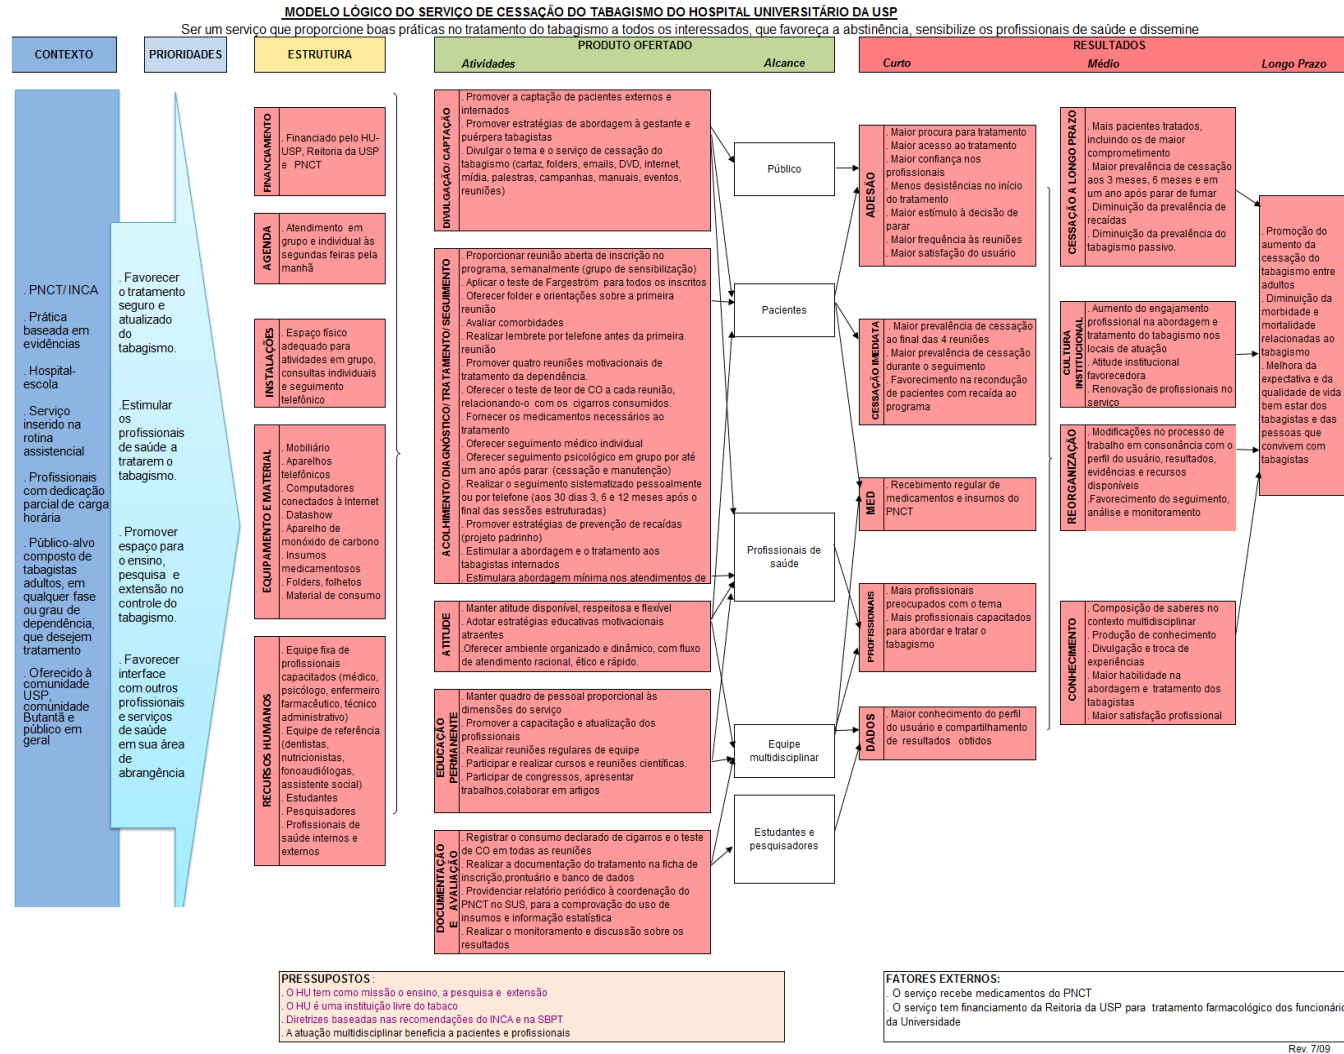 MODELO LÓGICO DO SERVIÇO DE CESSAÇÃO DO TABAGISMO DO HOSPITAL UNIVERSITÁRIO DA USP
Ser um serviço que proporcione boas práticas no tratamento do tabagismo a todos os interessados, que favoreça a abstinência, sensibilize os profissionais de saúde e dissemine
CONTEXTO
. PNCT/ INCA
. Prática
baseada em
evidências
. Hospital-
escola
. Serviço
inserido na
rotina
assistencial
. Profissionais
com dedicação
parcial de carga
horária
. Público-alvo
composto de
tabagistas
adultos, em
qualquer fase
ou grau de
dependência,
que desejem
tratamento
. Oferecido à
comunidade
USP,
comunidade
Butantã e
público em
geral
PRIORIDADES
. Favorecer
o tratamento
seguro e
atualizado
do
tabagismo.
.Estimular
os
profissionais
de saúde a
tratarem o
tabagismo.
. Promover
espaço para
o ensino,
pesquisa e
extensão no
controle do
tabagismo.
. Favorecer
interface
com outros
profissionais
e serviços
de saúde
em sua área
de
abrangência
ESTRUTURA
FINANCIAMENTO
. Financiado pelo HU-
USP, Reitoria da USP
e PNCT
AGENDA
. Atendimento em
grupo e individual às
segundas feiras pela
manhã
INSTALAÇÕES
. Espaço físico
adequado para
atividades em grupo,
consultas individuais
e seguimento
telefônico
EQUIPAMENTO E MATERIAL
. Mobiliário
. Aparelhos
telefônicos
. Computadores
conectados à Internet
. Datashow
. Aparelho de
monóxido de carbono
. Insumos
medicamentosos
. Folders, folhetos
. Material de consumo
RECURSOS HUMANOS
. Equipe fixa de
profissionais
capacitados (médico,
psicólogo, enfermeiro
farmacêutico, técnico
administrativo)
. Equipe de referência
(dentistas,
nutricionistas,
fonoaudiólogas,
assistente social)
. Estudantes
. Pesquisadores
. Profissionais de
saúde internos e
externos
PRODUTO OFERTADO
Atividades
Alcance
DIVULGAÇÃO/ CAPTAÇÃO
. Promover a captação de pacientes externos e
internados
. Promover estratégias de abordagem à gestante e
puérpera tabagistas
. Divulgar o tema e o serviço de cessação do
tabagismo (cartaz, folders, emails, DVD, internet,
mídia, palestras, campanhas, manuais, eventos,
reuniões)
ACOLHIMENTO/ DIAGNÓSTICO/ TRATAMENTO/ SEGUIMENTO
. Proporcionar reunião aberta de inscrição no
programa, semanalmente (grupo de sensibilização)
. Aplicar o teste de Fargeström para todos os inscritos
. Oferecer folder e orientações sobre a primeira
reunião
. Avaliar comorbidades
. Realizar lembrete por telefone antes da primeira
reunião
. Promover quatro reuniões motivacionais de
tratamento da dependência.
. Oferecer o teste de teor de CO a cada reunião,
relacionando-o com os cigarros consumidos.
. Fornecer os medicamentos necessários ao
tratamento
. Oferecer seguimento médico individual
. Oferecer seguimento psicológico em grupo por até
um ano após parar (cessação e manutenção)
. Realizar o seguimento sistematizado pessoalmente
ou por telefone (aos 30 dias 3, 6 e 12 meses após o
final das sessões estruturadas)
. Promover estratégias de prevenção de recaídas
(projeto padrinho)
. Estimular a abordagem e o tratamento aos
tabagistas internados
. Estimulara abordagem mínima nos atendimentos de
ATITUDE
. Manter atitude disponível, respeitosa e flexível
. Adotar estratégias educativas motivacionais
atraentes
.Oferecer ambiente organizado e dinâmico, com fluxo
de atendimento racional, ético e rápido.
EDUCAÇÃO
PERMANENTE
. Manter quadro de pessoal proporcional às
dimensões do serviço
. Promover a capacitação e atualização dos
profissionais
. Realizar reuniões regulares de equipe
. Participar e realizar cursos e reuniões científicas.
. Participar de congressos, apresentar
trabalhos,colaborar em artigos
DOCUMENTAÇÃO
E AVALIAÇÃO
. Registrar o consumo declarado de cigarros e o teste
de CO em todas as reuniões
. Realizar a documentação do tratamento na ficha de
inscrição,prontuário e banco de dados
. Providenciar relatório periódico à coordenação do
PNCT no SUS, para a comprovação do uso de
insumos e informação estatística
. Realizar o monitoramento e discussão sobre os
resultados
Público
Pacientes
Profissionais de
saúde
Equipe
multidisciplinar
Estudantes e
pesquisadores
RESULTADOS
Curto
Médio
Longo Prazo
ADESÃO
. Maior procura para tratamento
. Maior acesso ao tratamento
. Maior confiança nos
profissionais
. Menos desistências no início
do tratamento
. Maior estímulo à decisão de
parar
. Maior frequência às reuniões
. Maior satisfação do usuário
CESSAÇÃO IMEDIATA
. Maior prevalência de cessação
ao final das 4 reuniões
. Maior prevalência de cessação
durante o seguimento
. Favorecimento na recondução
de pacientes com recaída ao
programa
MED
. Recebimento regular de
medicamentos e insumos do
PNCT
PROFISSIONAIS
. Mais profissionais
preocupados com o tema
. Mais profissionais capacitados
para abordar e tratar o
tabagismo
DADOS
. Maior conhecimento do perfil
do usuário e compartilhamento
de resultados obtidos
CESSAÇÃO A LONGO PRAZO
. Mais pacientes tratados,
incluindo os de maior
comprometimento
. Maior prevalência de cessação
aos 3 meses, 6 meses e em
um ano após parar de fumar
. Diminuição da prevalência de
recaídas
. Diminuição da prevalência do
tabagismo passivo.
CULTURA
INSTITUCIONAL
. Aumento do engajamento
profissional na abordagem e
tratamento do tabagismo nos
locais de atuação
. Atitude institucional
favorecedora
. Renovação de profissionais no
serviço
REORGANIZAÇÃO
. Modificações no processo de
trabalho em consonância com o
perfil do usuário, resultados,
evidências e recursos
disponíveis
.Favorecimento do seguimento,
análise e monitoramento
CONHECIMENTO
. Composição de saberes no
contexto multidisciplinar
. Produção de conhecimento
. Divulgação e troca de
experiências
. Maior habilidade na
abordagem e tratamento dos
tabagistas
. Maior satisfação profissional
. Promoção do
aumento da
cessação do
tabagismo entre
adultos
. Diminuição da
morbidade e
mortalidade
relacionadas ao
tabagismo
. Melhora da
expectativa e da
qualidade de vida
bem estar dos
tabagistas e das
pessoas que
convivem com
tabagistas
PRESSUPOSTOS :
. O HU tem como missão o ensino, a pesquisa e extensão
. O HU é uma instituição livre do tabaco
. Diretrizes baseadas nas recomendações do INCA e na SBPT
. A atuação multidisciplinar beneficia a pacientes e profissionais
FATORES EXTERNOS:
. O serviço recebe medicamentos do PNCT
. O serviço tem financiamento da Reitoria da USP para tratamento farmacológico dos funcionário
da Universidade
Rev. 7/09